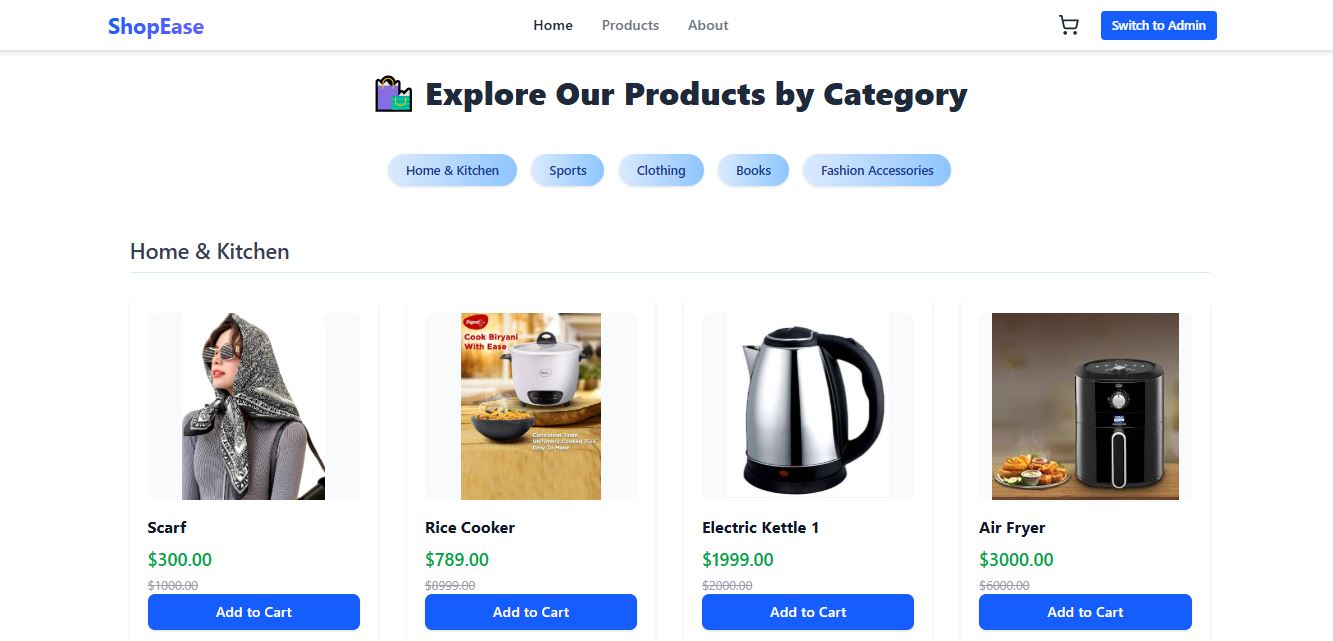 ShopEase
Home
Products
About
Switch to Admin
Explore Our Products by Category
Home & Kitchen
Sports
Clothing
Books
Fashion Accessories
Home & Kitchen
Scarf
$300.00
$1000.00
Add to Cart
Pigeon
Cook Biryani
With Ease
Consistent Taste
Uniformly Cooked Rice
Easy To Make
Rice Cooker
$789.00
$8999.00
Add to Cart
Electric Kettle 1
$1999.00
$2000.00
Add to Cart
Air Fryer
$3000.00
$6000.00
Add to Cart